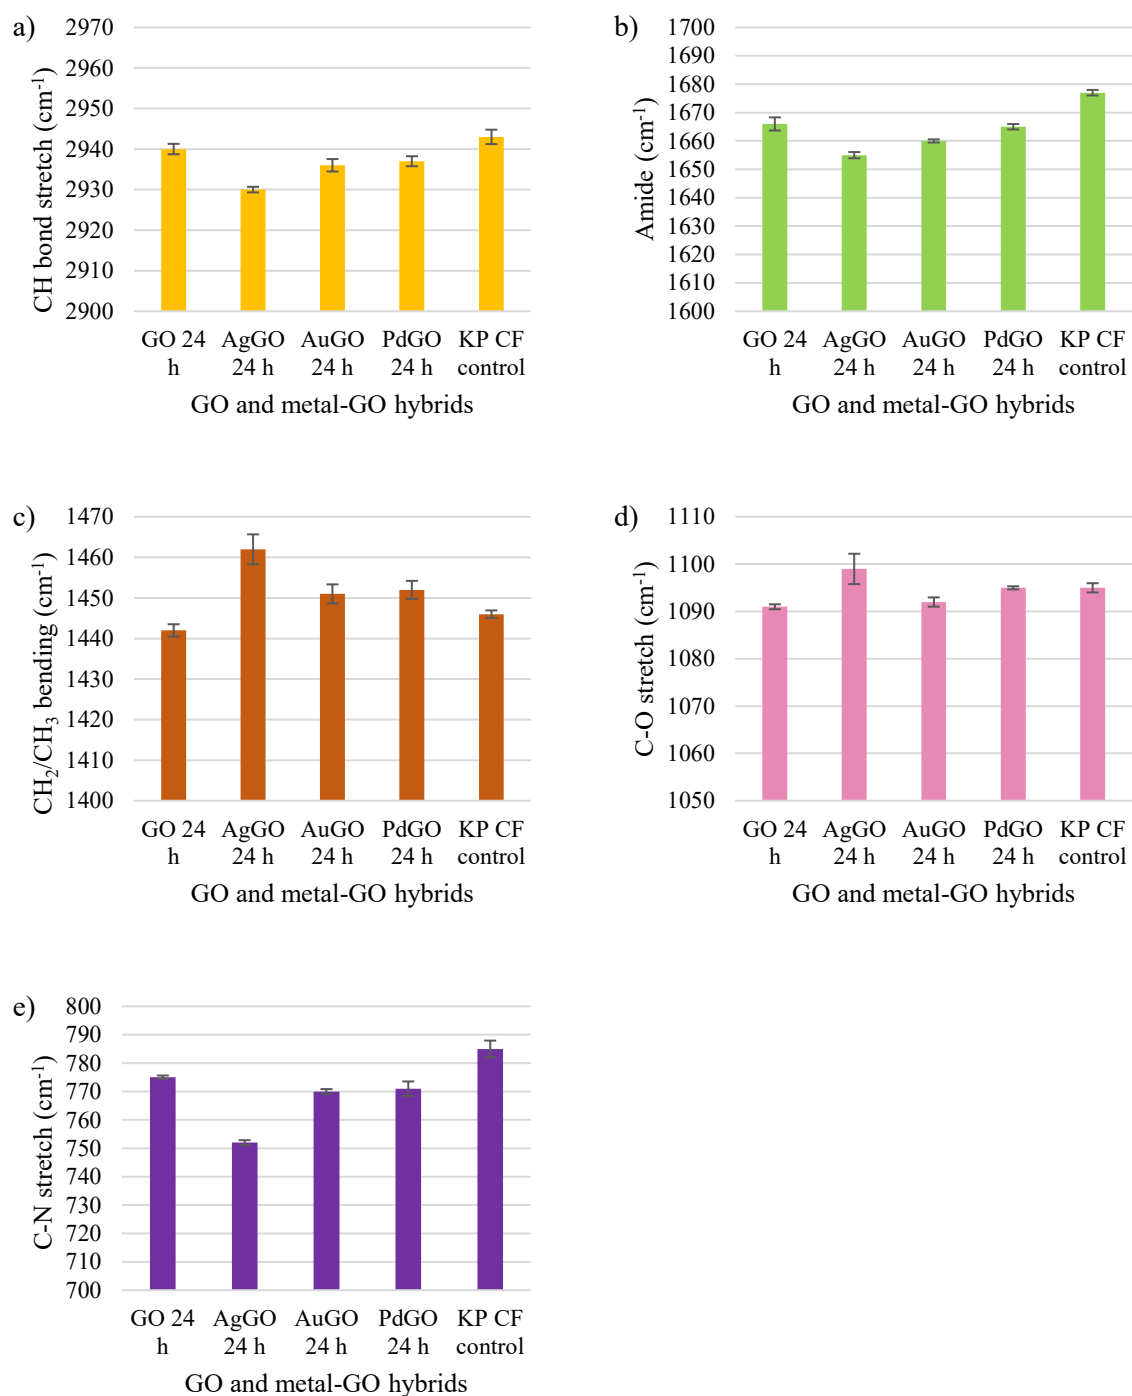 a)
CH bond stretch (cm⁻¹)
2970
2960
2950
2940
2930
2920
2910
2900
GO 24 h
AgGO 24 h
AuGO 24 h
PdGO 24 h
KP CF control
GO and metal-GO hybrids
b)
Amide (cm⁻¹)
1700
1690
1680
1670
1660
1650
1640
1630
1620
1610
1600
GO 24 h
AgGO 24 h
AuGO 24 h
PdGO 24 h
KP CF control
GO and metal-GO hybrids
c)
CH₂/CH₃ bending (cm⁻¹)
1470
1460
1450
1440
1430
1420
1410
1400
GO 24 h
AgGO 24 h
AuGO 24 h
PdGO 24 h
KP CF control
GO and metal-GO hybrids
d)
C-O stretch (cm⁻¹)
1110
1100
1090
1080
1070
1060
1050
GO 24 h
AgGO 24 h
AuGO 24 h
PdGO 24 h
KP CF control
GO and metal-GO hybrids
e)
C-N stretch (cm⁻¹)
800
790
780
770
760
750
740
730
720
710
700
GO 24 h
AgGO 24 h
AuGO 24 h
PdGO 24 h
KP CF control
GO and metal-GO hybrids